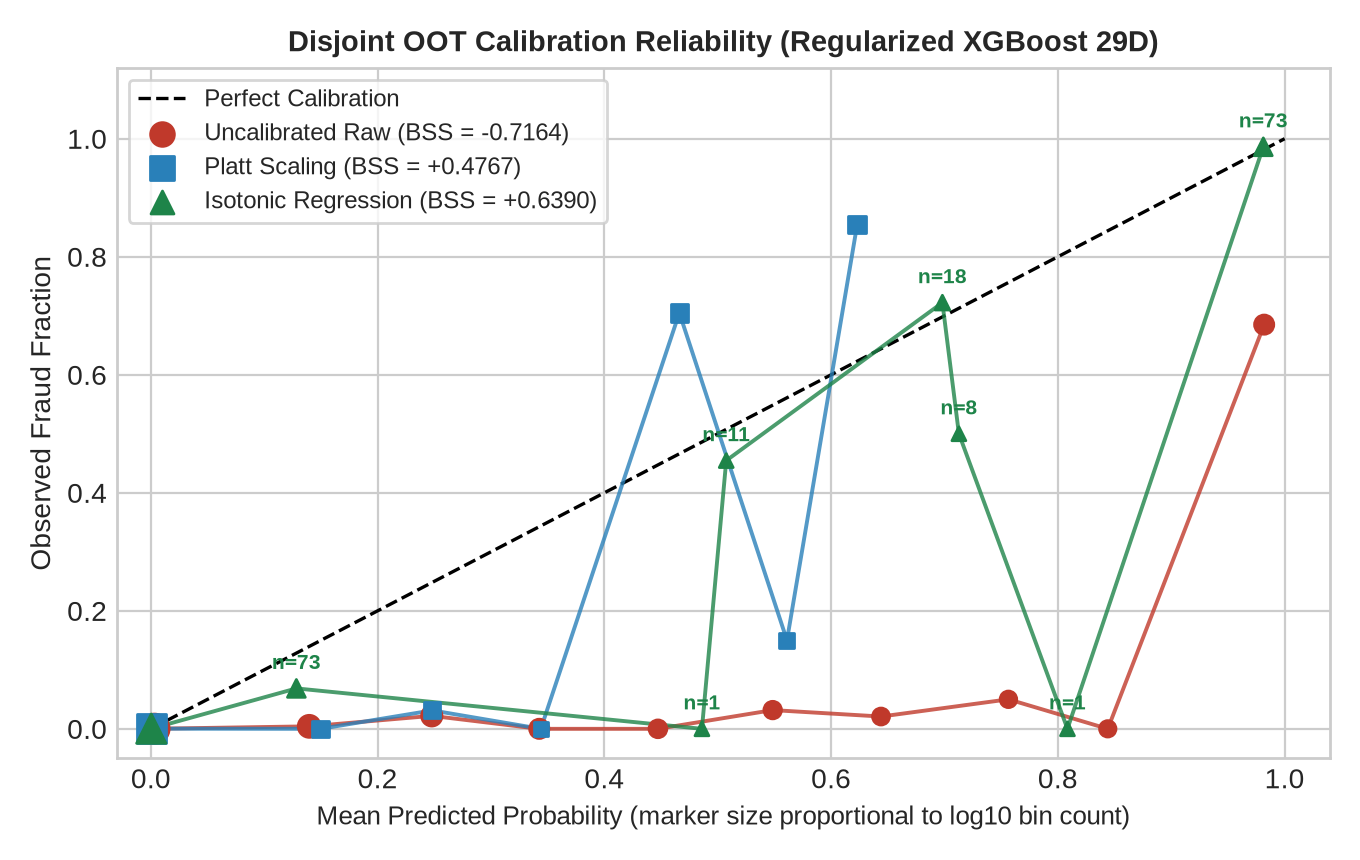 Disjoint OOT Calibration Reliability (Regularized XGBoost 29D)
Perfect Calibration
Uncalibrated Raw (BSS = -0.7164)
Platt Scaling (BSS = +0.4767)
Isotonic Regression (BSS = +0.6390)
Observed Fraud Fraction
1.0
0.8
0.6
0.4
0.2
0.0
n=73
n=18
n=8
n=11
n=73
n=1
n=1
0.0 0.2 0.4 0.6 0.8 1.0
Mean Predicted Probability (marker size proportional to log10 bin count)